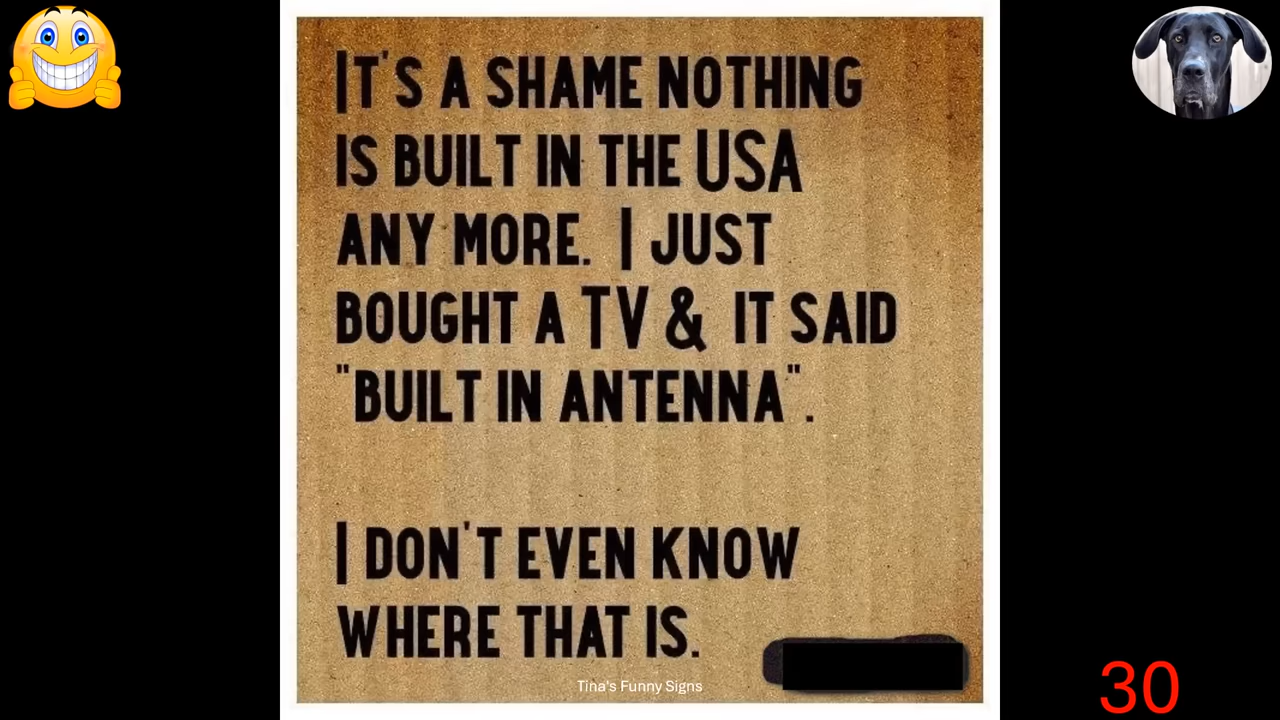 IT'S A SHAME NOTHING
IS BUILT IN THE USA
ANY MORE. I JUST
BOUGHT A TV & IT SAID
"BUILT IN ANTENNA".
I DON'T EVEN KNOW
WHERE THAT IS.
Tina's Funny Signs
30